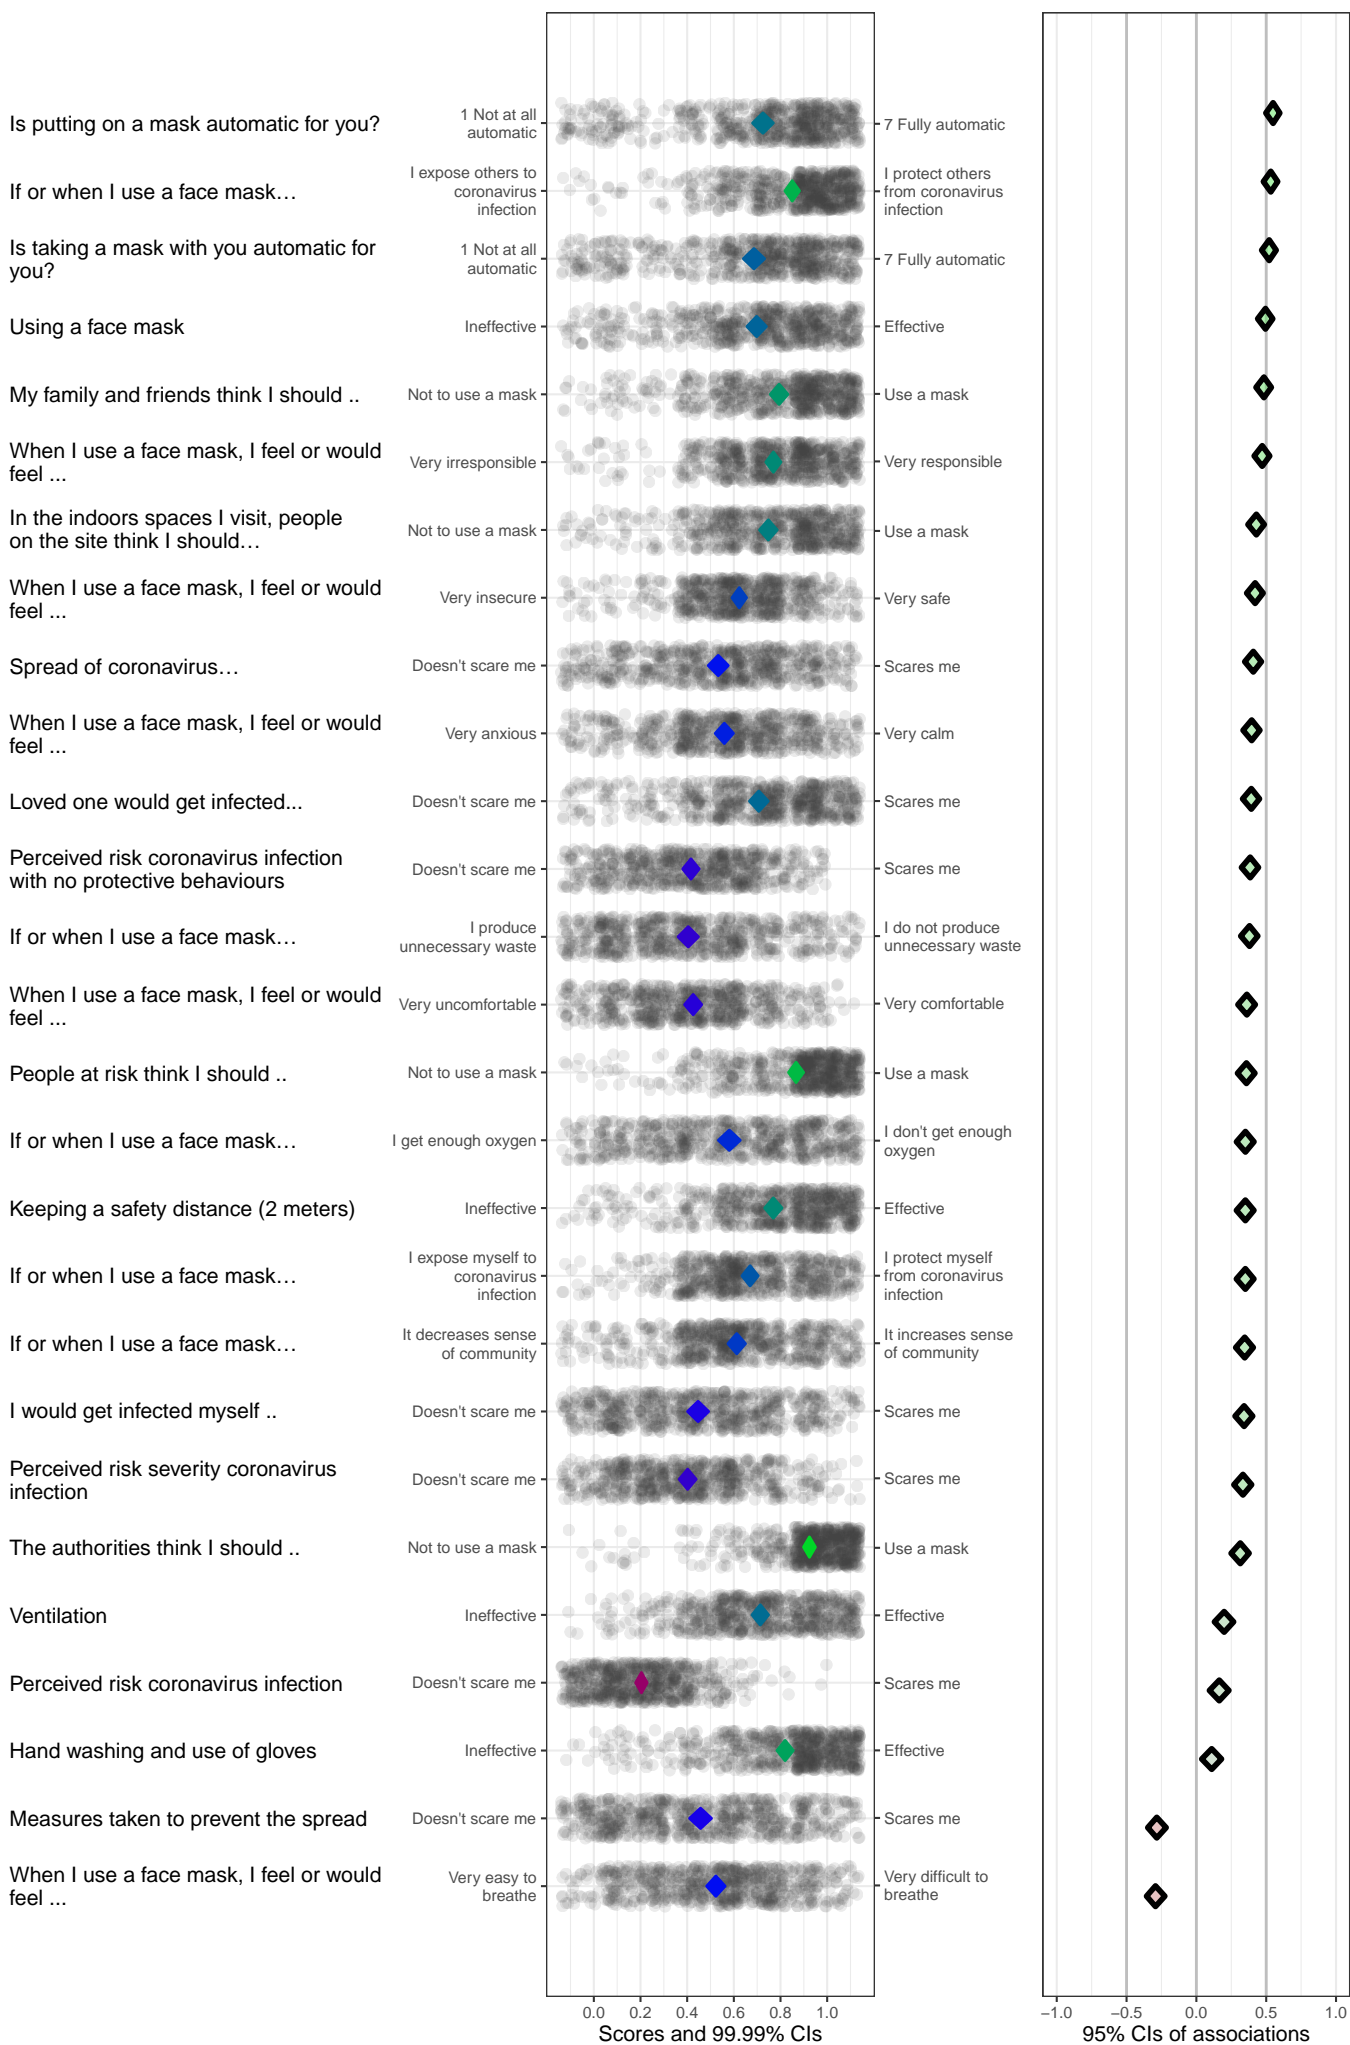 Is putting on a mask automatic for you?
1 Not at all
automatic
7 Fully automatic
If or when I use a face mask…
I expose others to
coronavirus
infection
I protect others
from coronavirus
infection
Is taking a mask with you automatic for
you?
1 Not at all
automatic
7 Fully automatic
Using a face mask
Ineffective
Effective
My family and friends think I should ..
Not to use a mask
Use a mask
When I use a face mask, I feel or would
feel ...
Very irresponsible
Very responsible
In the indoors spaces I visit, people
on the site think I should…
Not to use a mask
Use a mask
When I use a face mask, I feel or would
feel ...
Very insecure
Very safe
Spread of coronavirus…
Doesn't scare me
Scares me
When I use a face mask, I feel or would
feel ...
Very anxious
Very calm
Loved one would get infected...
Doesn't scare me
Scares me
Perceived risk coronavirus infection
with no protective behaviours
Doesn't scare me
Scares me
If or when I use a face mask…
I produce
unnecessary waste
I do not produce
unnecessary waste
When I use a face mask, I feel or would
feel ...
Very uncomfortable
Very comfortable
People at risk think I should ..
Not to use a mask
Use a mask
If or when I use a face mask…
I get enough oxygen
I don't get enough
oxygen
Keeping a safety distance (2 meters)
Ineffective
Effective
If or when I use a face mask…
I expose myself to
coronavirus
infection
I protect myself
from coronavirus
infection
If or when I use a face mask…
It decreases sense
of community
It increases sense
of community
I would get infected myself ..
Doesn't scare me
Scares me
Perceived risk severity coronavirus
infection
Doesn't scare me
Scares me
The authorities think I should ..
Not to use a mask
Use a mask
Ventilation
Ineffective
Effective
Perceived risk coronavirus infection
Doesn't scare me
Scares me
Hand washing and use of gloves
Ineffective
Effective
Measures taken to prevent the spread
Doesn't scare me
Scares me
When I use a face mask, I feel or would
feel ...
Very easy to
breathe
Very difficult to
breathe
0.0 0.2 0.4 0.6 0.8 1.0
Scores and 99.99% CIs
−1.0 −0.5 0.0 0.5 1.0
95% CIs of associations